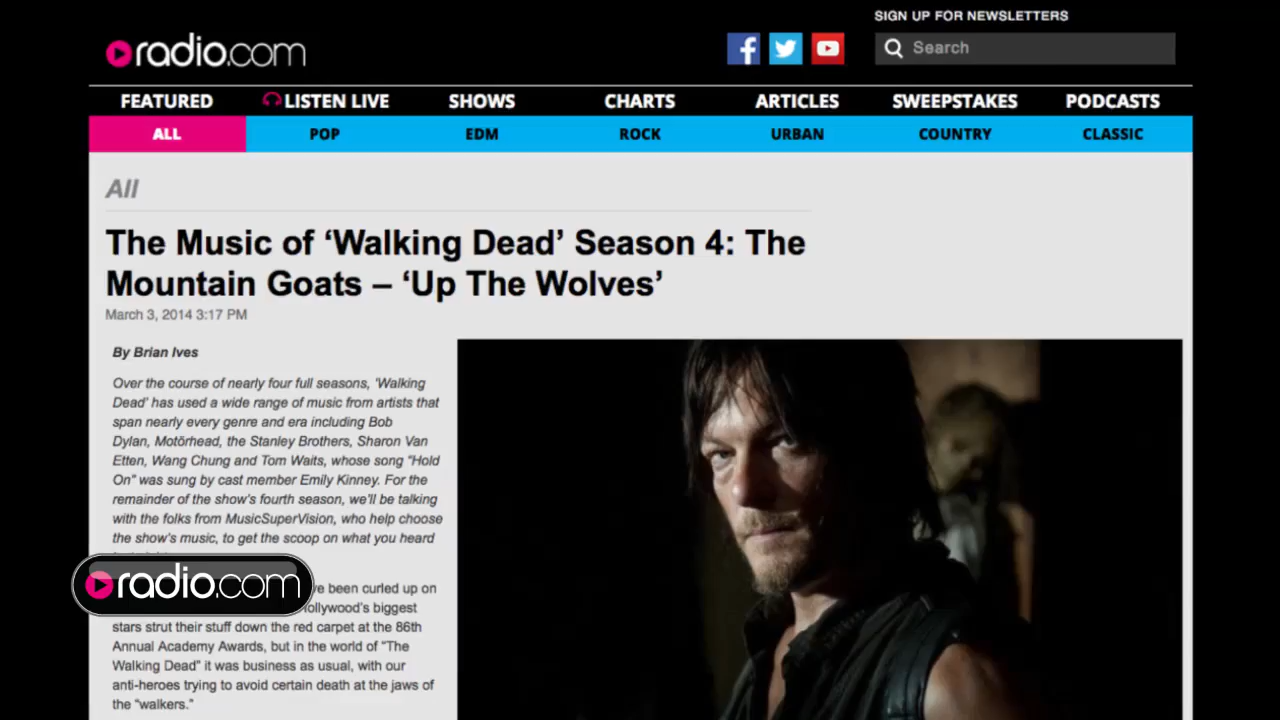 SIGN UP FOR NEWSLETTERS
radio.com
Search
FEATURED LISTEN LIVE SHOWS CHARTS ARTICLES SWEEPSTAKES PODCASTS
ALL POP EDM ROCK URBAN COUNTRY CLASSIC
All
The Music of ‘Walking Dead’ Season 4: The
Mountain Goats – ‘Up The Wolves’
March 3, 2014 3:17 PM
By Brian Ives
Over the course of nearly four full seasons, ‘Walking
Dead’ has used a wide range of music from artists that
span nearly every genre and era including Bob
Dylan, Motörhead, the Stanley Brothers, Sharon Van
Etten, Wang Chung and Tom Waits, whose song “Hold
On” was sung by cast member Emily Kinney. For the
remainder of the show’s fourth season, we’ll be talking
with the folks from MusicSuperVision, who help choose
the show’s music, to get the scoop on what you heard
radio.com
been curled up on
biggest
stars strut their stuff down the red carpet at the 86th
Annual Academy Awards, but in the world of “The
Walking Dead” it was business as usual, with our
anti-heroes trying to avoid certain death at the jaws of
the “walkers.”